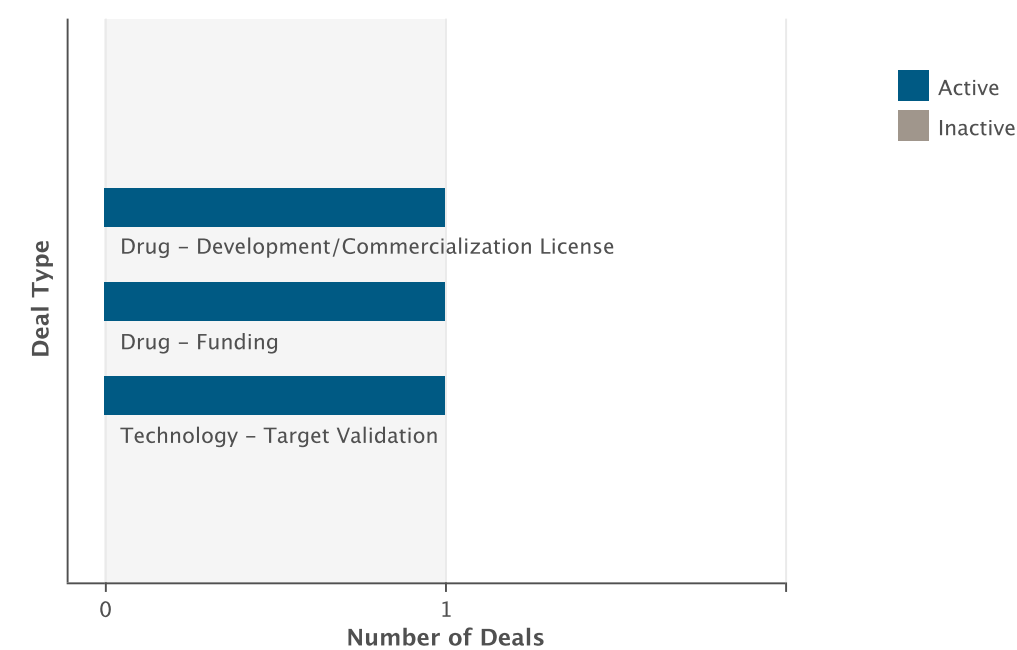 Active
Inactive
Drug – Development/Commercialization License
Drug – Funding
Technology – Target Validation
Deal Type
0
1
Number of Deals